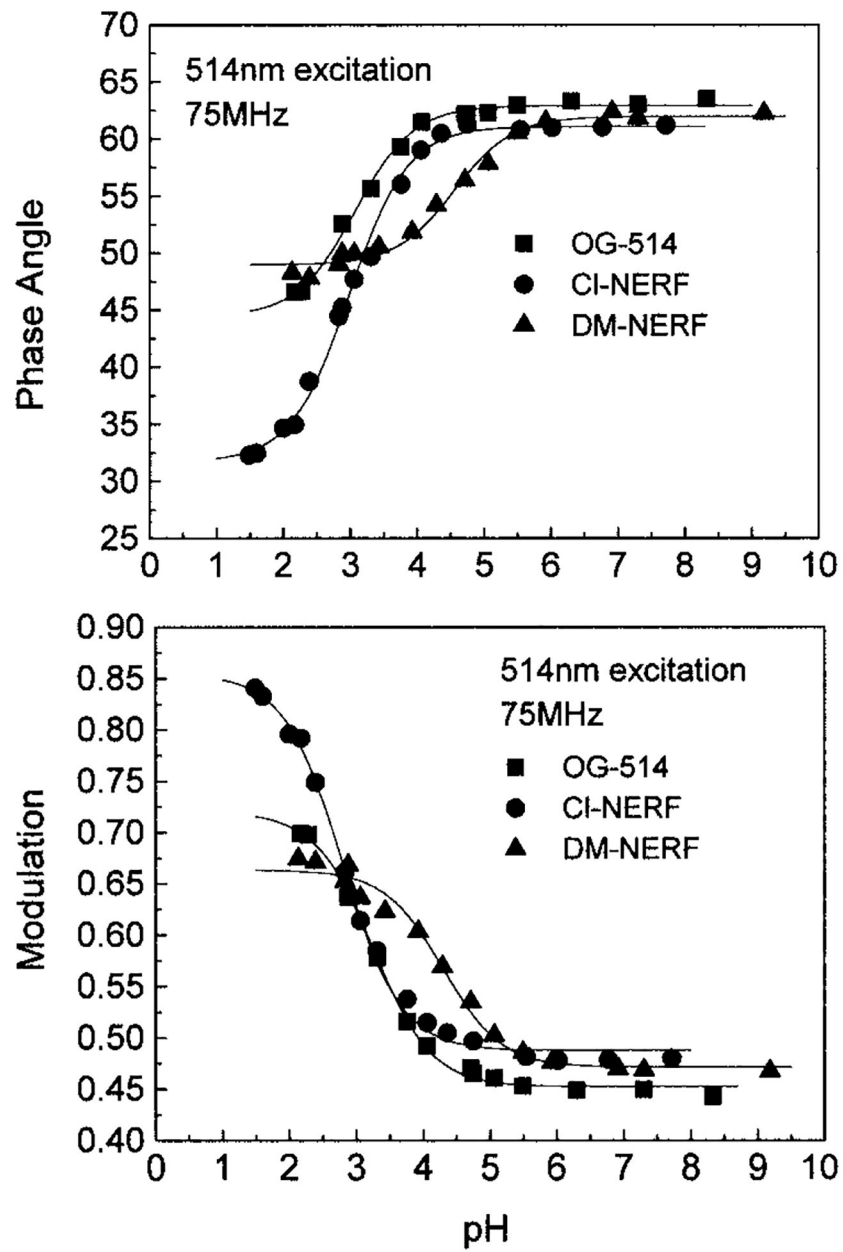 70
65
60
55
50
45
40
35
30
25
Phase Angle
514nm excitation
75MHz
OG-514
CI-NERF
DM-NERF
0 1 2 3 4 5 6 7 8 9 10
0.90
0.85
0.80
0.75
0.70
0.65
0.60
0.55
0.50
0.45
0.40
Modulation
514nm excitation
75MHz
OG-514
CI-NERF
DM-NERF
0 1 2 3 4 5 6 7 8 9 10
pH